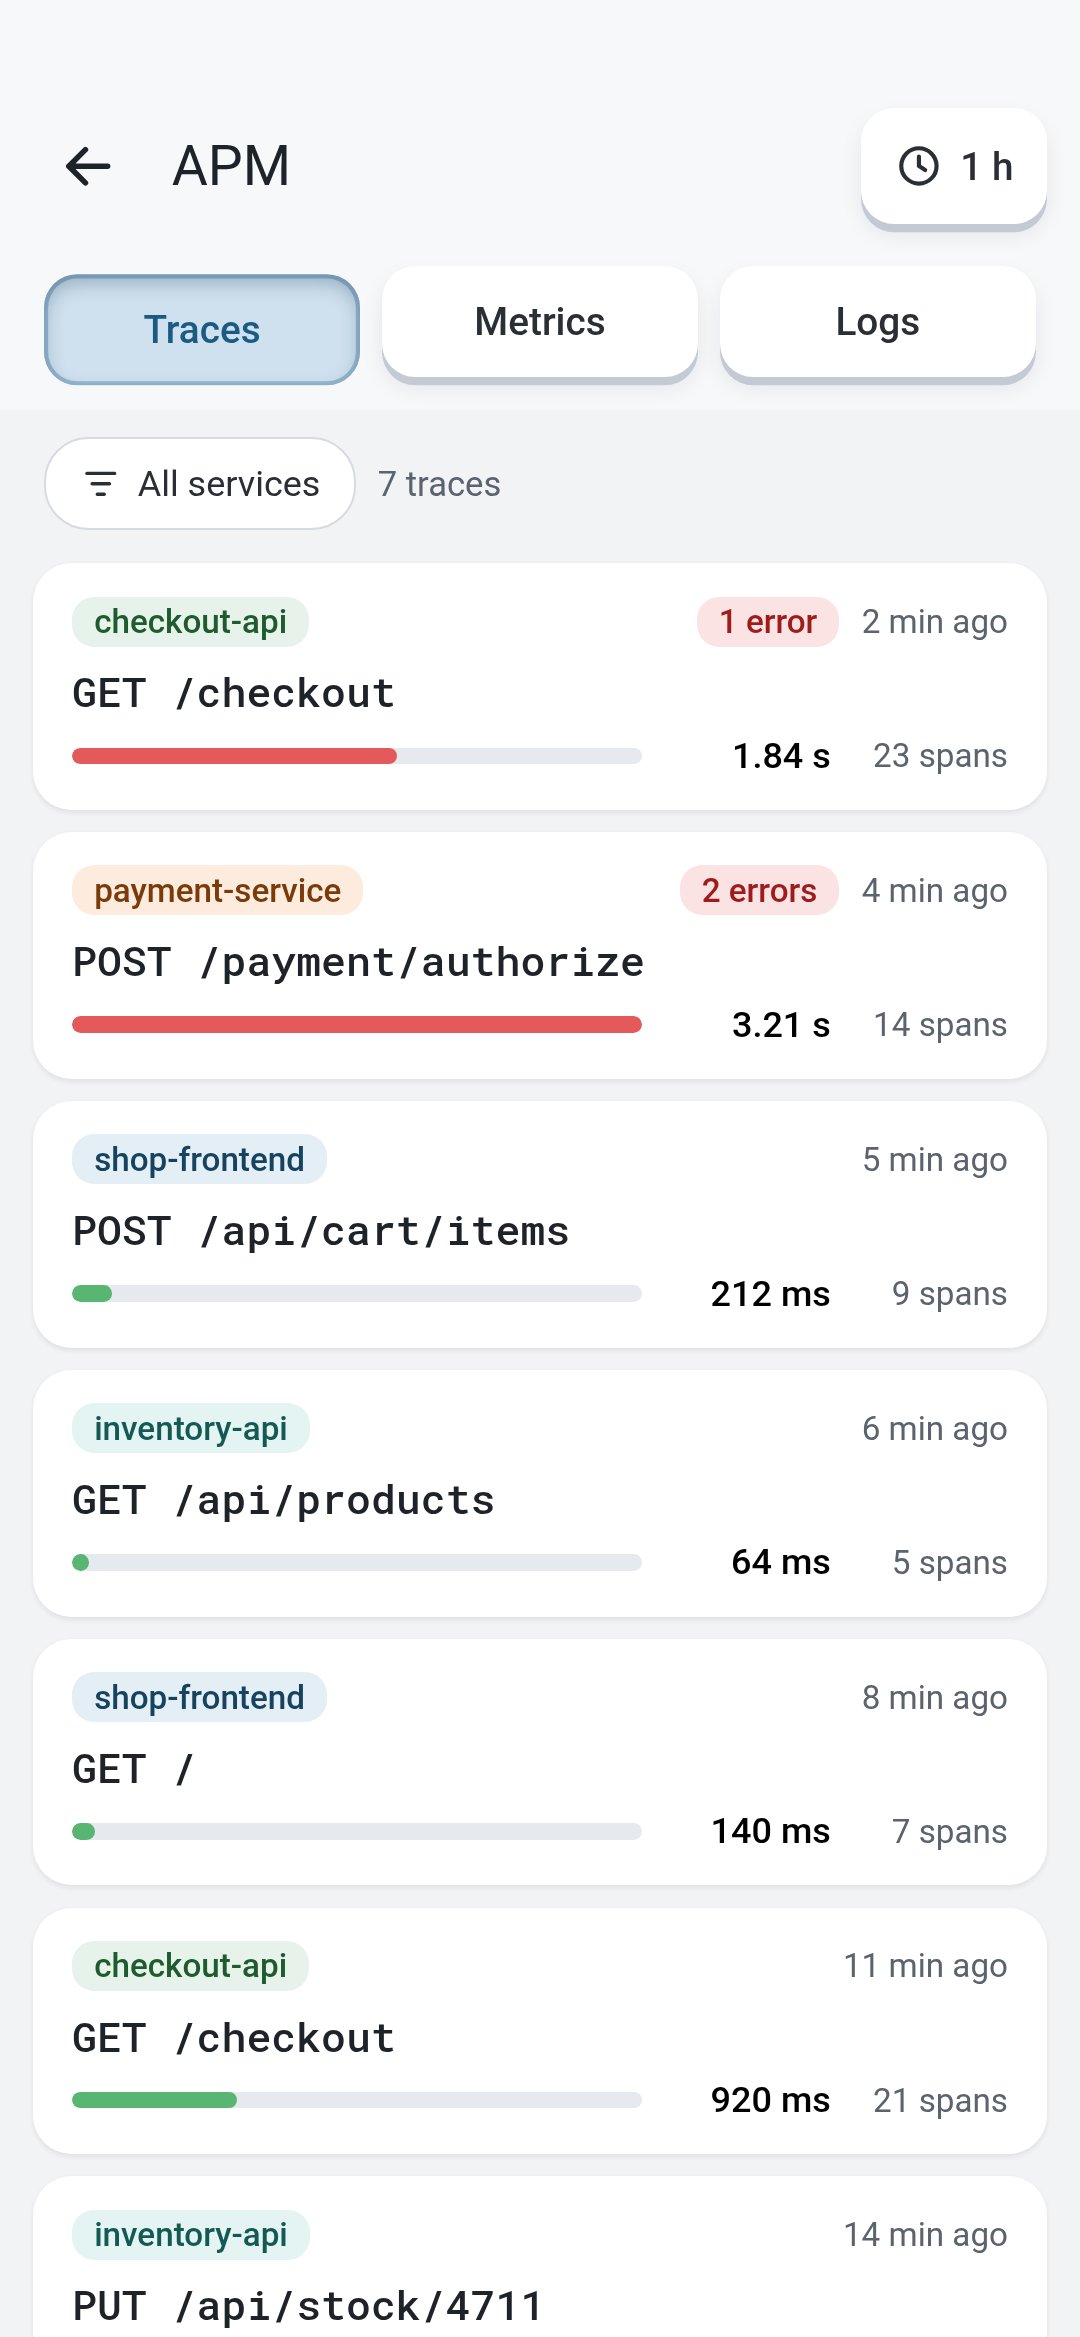 APM
1 h
Traces Metrics Logs
All services 7 traces
checkout-api 1 error 2 min ago
GET /checkout
1.84 s 23 spans
payment-service 2 errors 4 min ago
POST /payment/authorize
3.21 s 14 spans
shop-frontend 5 min ago
POST /api/cart/items
212 ms 9 spans
inventory-api 6 min ago
GET /api/products
64 ms 5 spans
shop-frontend 8 min ago
GET /
140 ms 7 spans
checkout-api 11 min ago
GET /checkout
920 ms 21 spans
inventory-api 14 min ago
PUT /api/stock/4711